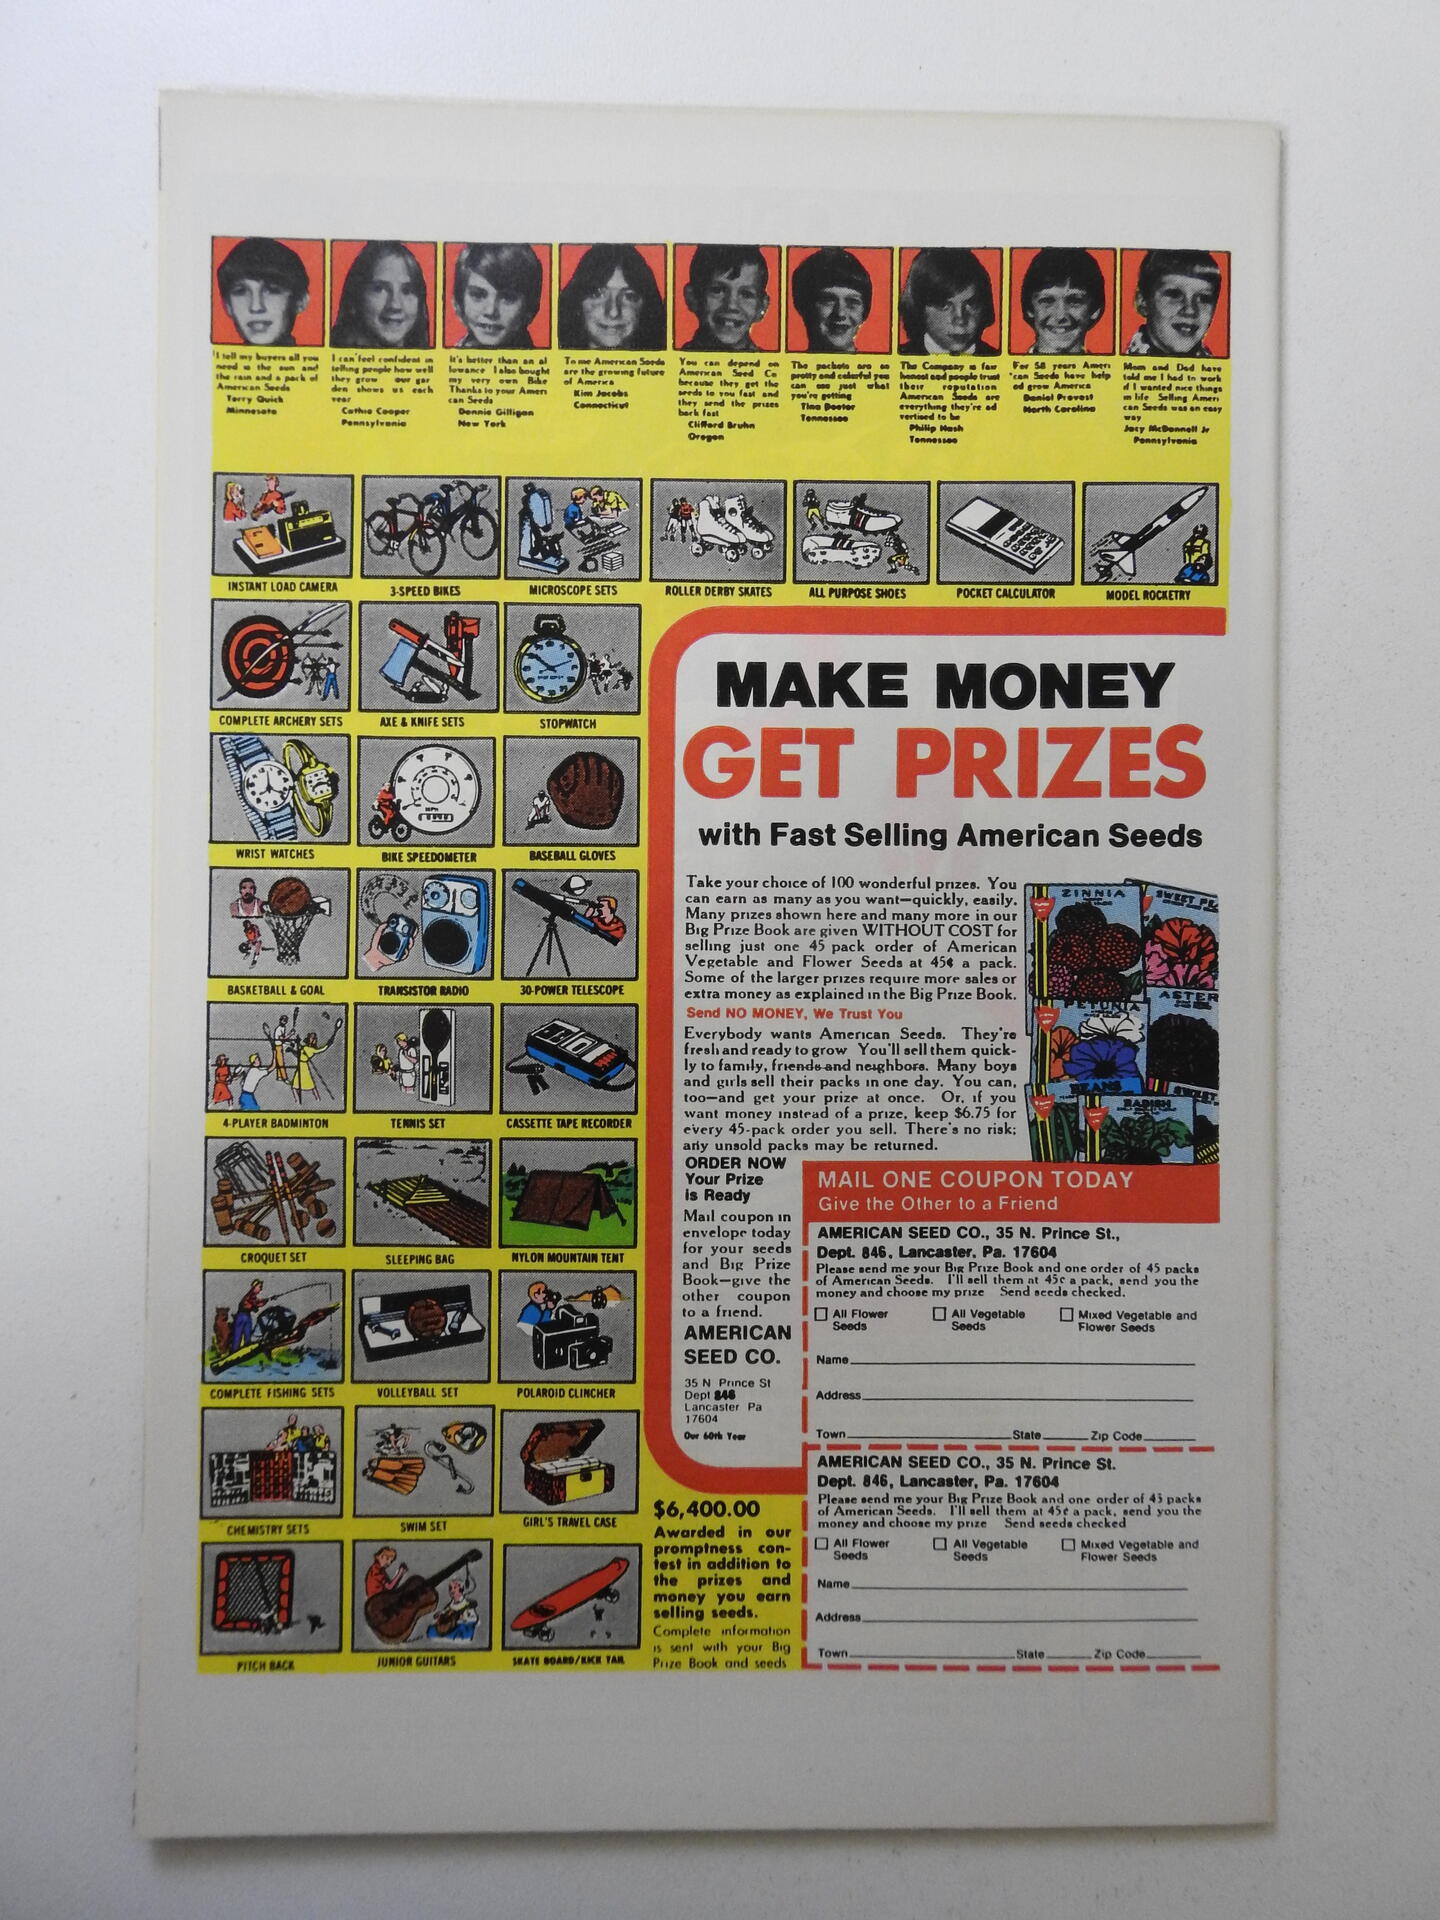 "I tell my buyers all you
need is the sun and
the rain and a pack of
American Seeds
Terry Quick
Minnesota
I can feel confident in
telling people how well
they grow our gar
den shows us each
year
Cathie Cooper
Pennsylvania
It's better than an al
lowance I also bought
my very own Bike
Thanks to your Ameri
can Seeds
Donnie Gilligan
New York
To me American Seeds
are the growing future
of America
Kim Jacobs
Connecticut
You can depend on
American Seed Co
because they get the
seeds to you fast and
they send the prizes
back fast
Clifford Bruhn
Oregon
The packets are so
pretty and colorful you
can see just what
you're getting
Tina Doctor
Tennessee
The Company is fair
honest and people trust
their reputation
American Seeds are
everything they're ad
vertised to be
Philip Nash
Tennessee
For 58 years Ameri
can Seeds have help
ed grow America
Daniel Provost
North Carolina
Mom and Dad have
told me I had to work
if I wanted nice things
in life Selling Ameri
can Seeds was an easy
way
Jacy McDonnell Jr
Pennsylvania
INSTANT LOAD CAMERA
3-SPEED BIKES
MICROSCOPE SETS
ROLLER DERBY SKATES
ALL PURPOSE SHOES
POCKET CALCULATOR
MODEL ROCKETRY
COMPLETE ARCHERY SETS
AXE & KNIFE SETS
STOPWATCH
WRIST WATCHES
BIKE SPEEDOMETER
BASEBALL GLOVES
BASKETBALL & GOAL
TRANSISTOR RADIO
30-POWER TELESCOPE
4-PLAYER BADMINTON
TENNIS SET
CASSETTE TAPE RECORDER
CROQUET SET
SLEEPING BAG
NYLON MOUNTAIN TENT
COMPLETE FISHING SETS
VOLLEYBALL SET
POLAROID CLINCHER
CHEMISTRY SETS
SWIM SET
GIRL'S TRAVEL CASE
PITCH BACK
JUNIOR GUITARS
SKATE BOARD/KICK TAIL
MAKE MONEY
GET PRIZES
with Fast Selling American Seeds
Take your choice of 100 wonderful prizes. You
can earn as many as you want—quickly, easily.
Many prizes shown here and many more in our
Big Prize Book are given WITHOUT COST for
selling just one 45 pack order of American
Vegetable and Flower Seeds at 45¢ a pack.
Some of the larger prizes require more sales or
extra money as explained in the Big Prize Book.
Send NO MONEY, We Trust You
Everybody wants American Seeds. They're
fresh and ready to grow You'll sell them quick-
ly to family, friends and neighbors. Many boys
and girls sell their packs in one day. You can,
too—and get your prize at once. Or, if you
want money instead of a prize, keep $6.75 for
every 45-pack order you sell. There's no risk;
any unsold packs may be returned.
ZINNIA
SWEET PE
PETUNIA
ASTER
BEANS
RADISH
SWEET
ORDER NOW
Your Prize
is Ready
Mail coupon in
envelope today
for your seeds
and Big Prize
Book—give the
other coupon
to a friend.
AMERICAN
SEED CO.
35 N Prince St
Dept 846
Lancaster Pa
17604
Our 60th Year
MAIL ONE COUPON TODAY
Give the Other to a Friend
AMERICAN SEED CO., 35 N. Prince St.,
Dept. 846, Lancaster, Pa. 17604
Please send me your Big Prize Book and one order of 45 packs
of American Seeds. I'll sell them at 45¢ a pack, send you the
money and choose my prize Send seeds checked.
All Flower Seeds
All Vegetable Seeds
Mixed Vegetable and Flower Seeds
Name
Address
Town State Zip Code
AMERICAN SEED CO., 35 N. Prince St.
Dept. 846, Lancaster, Pa. 17604
Please send me your Big Prize Book and one order of 45 packs
of American Seeds. I'll sell them at 45¢ a pack, send you the
money and choose my prize Send seeds checked
All Flower Seeds
All Vegetable Seeds
Mixed Vegetable and Flower Seeds
Name
Address
Town State Zip Code
$6,400.00
Awarded in our
promptness con-
test in addition to
the prizes and
money you earn
selling seeds.
Complete information
is sent with your Big
Prize Book and seeds